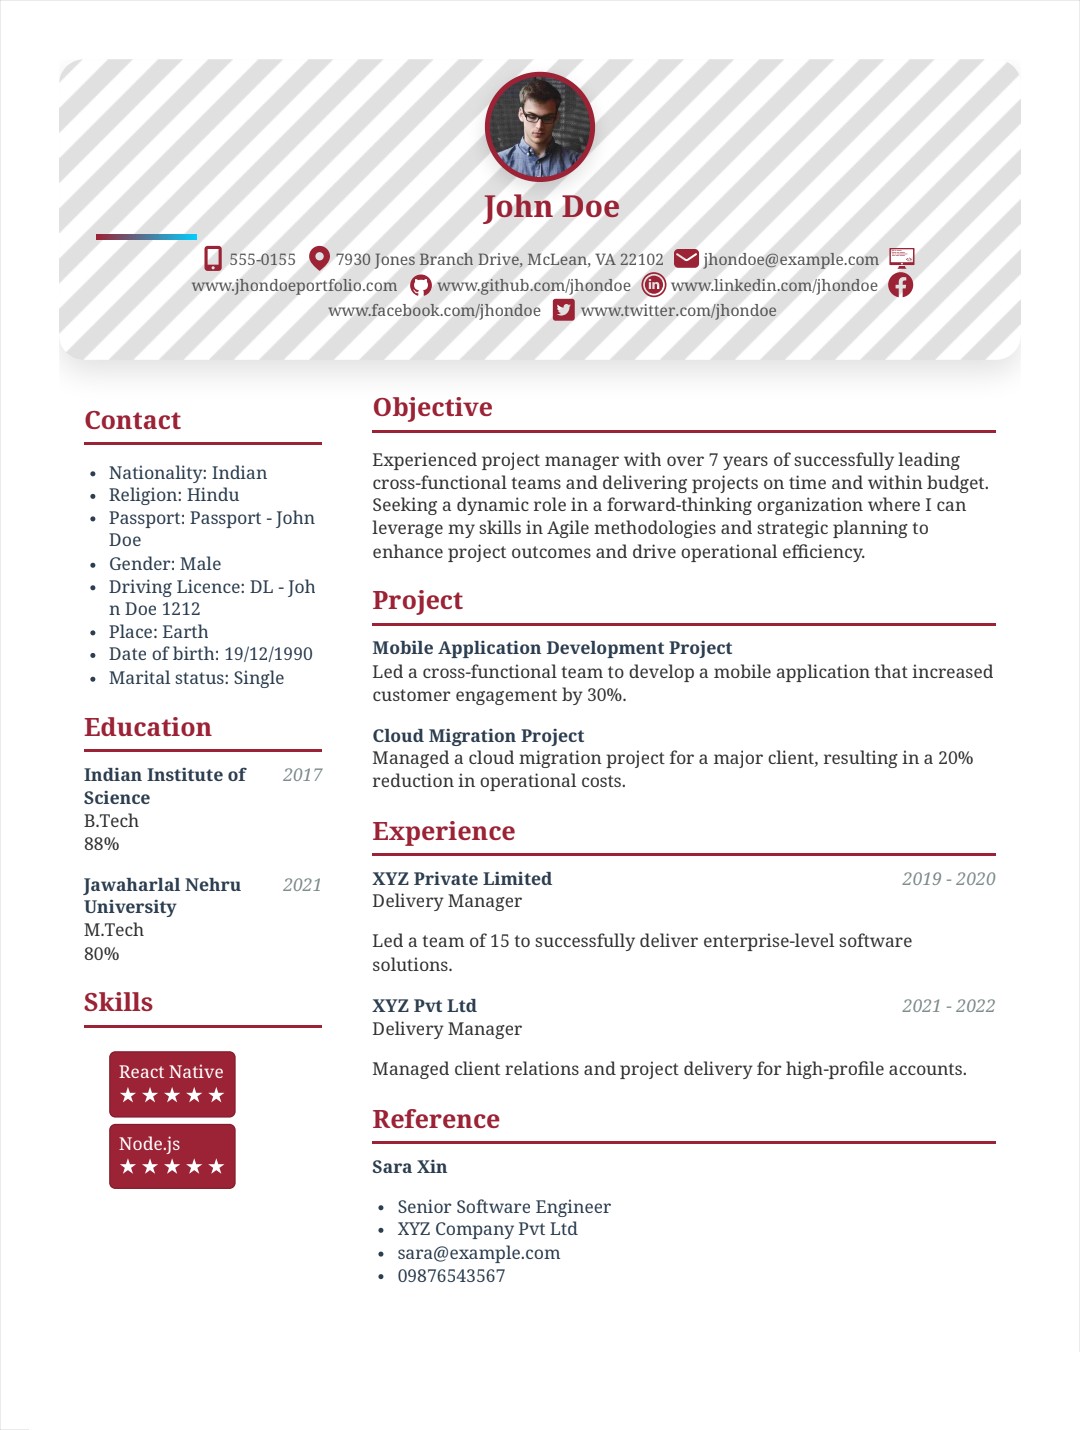 John Doe
555-0155 7930 Jones Branch Drive, McLean, VA 22102 jhondoe@example.com
www.jhondoeportfolio.com www.github.com/jhondoe www.linkedin.com/jhondoe
www.facebook.com/jhondoe www.twitter.com/jhondoe
Contact
• Nationality: Indian
• Religion: Hindu
• Passport: Passport - John
Doe
• Gender: Male
• Driving Licence: DL - Joh
n Doe 1212
• Place: Earth
• Date of birth: 19/12/1990
• Marital status: Single
Education
Indian Institute of 2017
Science
B.Tech
88%
Jawaharlal Nehru 2021
University
M.Tech
80%
Skills
React Native
★ ★ ★ ★ ★
Node.js
★ ★ ★ ★ ★
Objective
Experienced project manager with over 7 years of successfully leading
cross-functional teams and delivering projects on time and within budget.
Seeking a dynamic role in a forward-thinking organization where I can
leverage my skills in Agile methodologies and strategic planning to
enhance project outcomes and drive operational efficiency.
Project
Mobile Application Development Project
Led a cross-functional team to develop a mobile application that increased
customer engagement by 30%.
Cloud Migration Project
Managed a cloud migration project for a major client, resulting in a 20%
reduction in operational costs.
Experience
XYZ Private Limited 2019 - 2020
Delivery Manager
Led a team of 15 to successfully deliver enterprise-level software
solutions.
XYZ Pvt Ltd 2021 - 2022
Delivery Manager
Managed client relations and project delivery for high-profile accounts.
Reference
Sara Xin
• Senior Software Engineer
• XYZ Company Pvt Ltd
• sara@example.com
• 09876543567